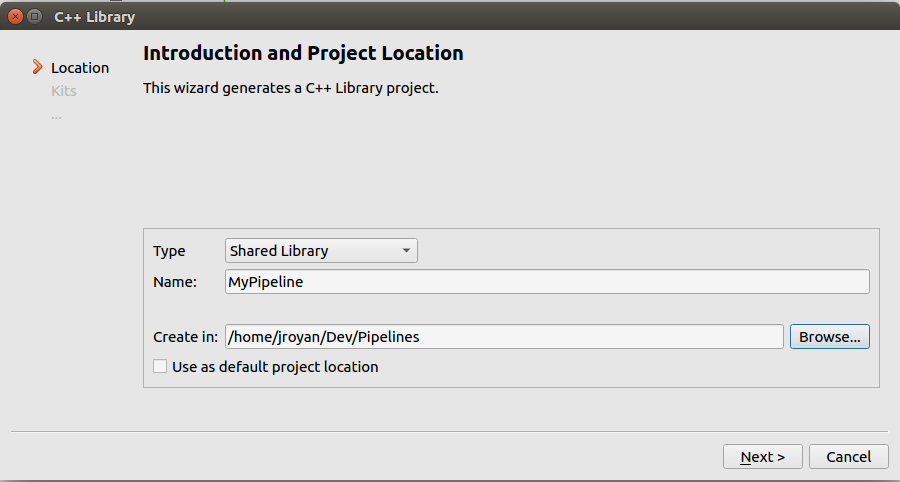 C++ Library
Location
Kits
...
Introduction and Project Location
This wizard generates a C++ Library project.
Type Shared Library
Name: MyPipeline
Create in: /home/jroyan/Dev/Pipelines Browse...
Use as default project location
Next > Cancel